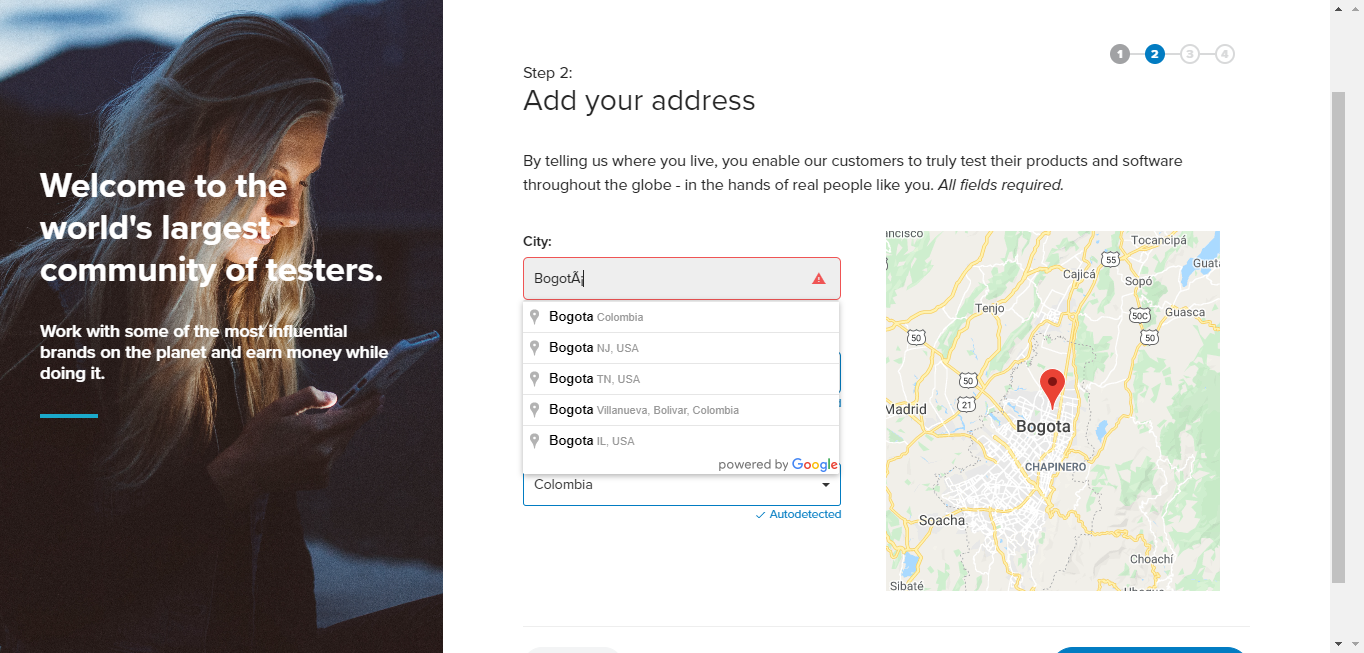 Welcome to the
world's largest
community of testers.
Work with some of the most influential
brands on the planet and earn money while
doing it.
1 2 3 4
Step 2:
Add your address
By telling us where you live, you enable our customers to truly test their products and software
throughout the globe - in the hands of real people like you. All fields required.
City:
BogotÃ¡
Bogota Colombia
Bogota NJ, USA
Bogota TN, USA
Bogota Villanueva, Bolivar, Colombia
Bogota IL, USA
powered by Google
Colombia
Autodetected
ancisco
Tocancipá
55
Guata
Cajicá
Sopó
Tenjo
50C
Guasca
50
50
50
21
Madrid
Bogota
CHAPINERO
Soacha
Choachí
Sibaté